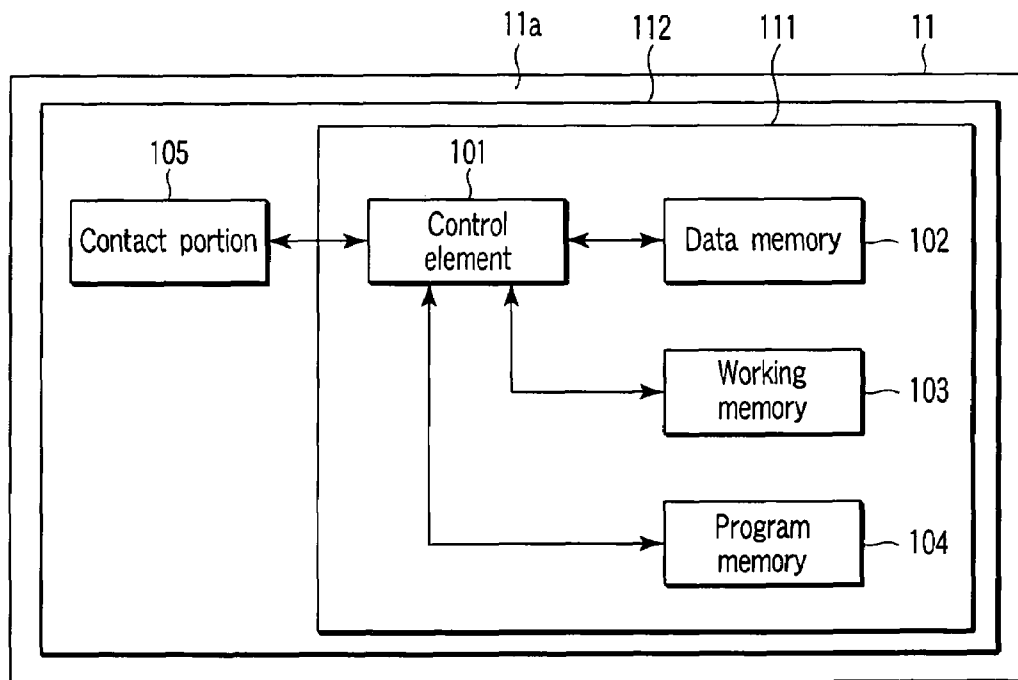 11a
112
111
11
105
101
Contact portion
Control
element
Data memory
102
Working
memory
103
Program
memory
104